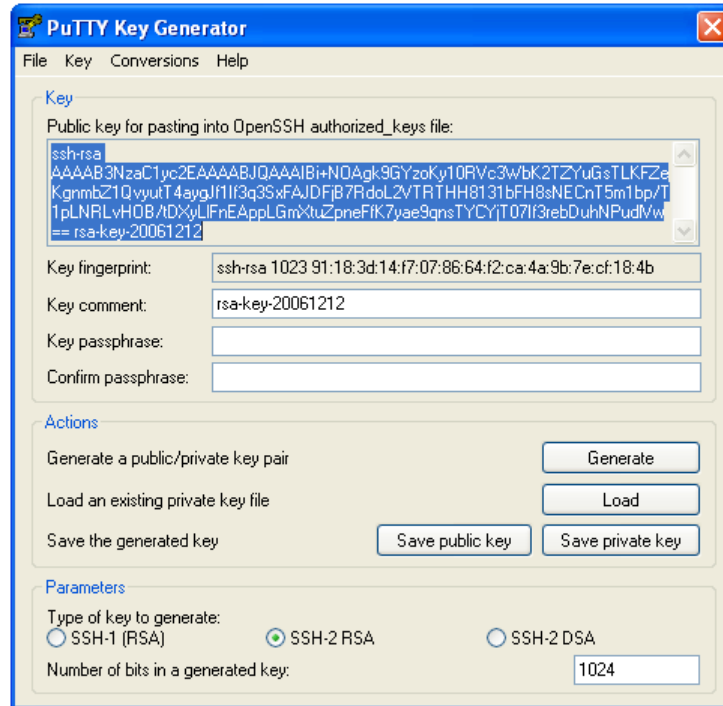 PuTTY Key Generator
File Key Conversions Help
Key
Public key for pasting into OpenSSH authorized_keys file:
ssh-rsa
AAAAB3NzaC1yc2EAAAABJQAAAIBi+NOAgk9GYzoKy10RVc3WbK2TZYuGsTLKFZe
KgnmbZ1QvyutT4aygJf1If3q3SxFAJDFjB7RdoL2VTRTHH8131bFH8sNECnT5m1bp/T
1pLNRLvHOB/tDXyLlFnEAppLGmXtuZpneFfK7yae9qnsTYCYjT07If3rebDuhNPudlVw
== rsa-key-20061212
Key fingerprint: ssh-rsa 1023 91:18:3d:14:f7:07:86:64:f2:ca:4a:9b:7e:cf:18:4b
Key comment: rsa-key-20061212
Key passphrase:
Confirm passphrase:
Actions
Generate a public/private key pair Generate
Load an existing private key file Load
Save the generated key Save public key Save private key
Parameters
Type of key to generate:
SSH-1 (RSA) SSH-2 RSA SSH-2 DSA
Number of bits in a generated key: 1024